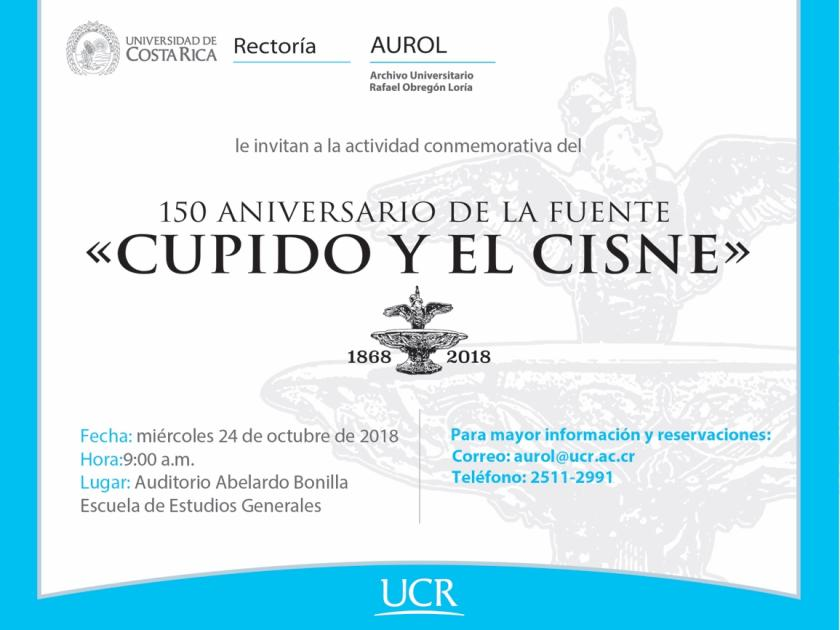 UNIVERSIDAD DE
COSTA RICA
Rectoría
AUROL
Archivo Universitario
Rafael Obregón Loría
le invitan a la actividad conmemorativa del
150 ANIVERSARIO DE LA FUENTE
«CUPIDO Y EL CISNE»
1868 2018
Fecha: miércoles 24 de octubre de 2018
Hora:9:00 a.m.
Lugar: Auditorio Abelardo Bonilla
Escuela de Estudios Generales
Para mayor información y reservaciones:
Correo: aurol@ucr.ac.cr
Teléfono: 2511-2991
UCR